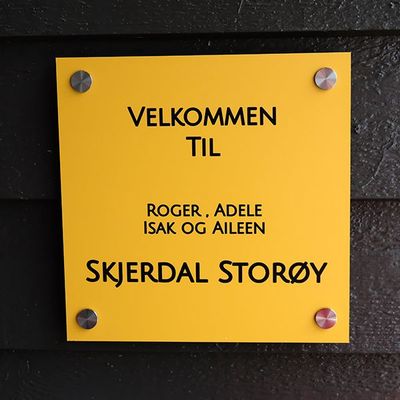 Velkommen
Til
Roger, Adele
Isak og Aileen
Skjerdal Storøy